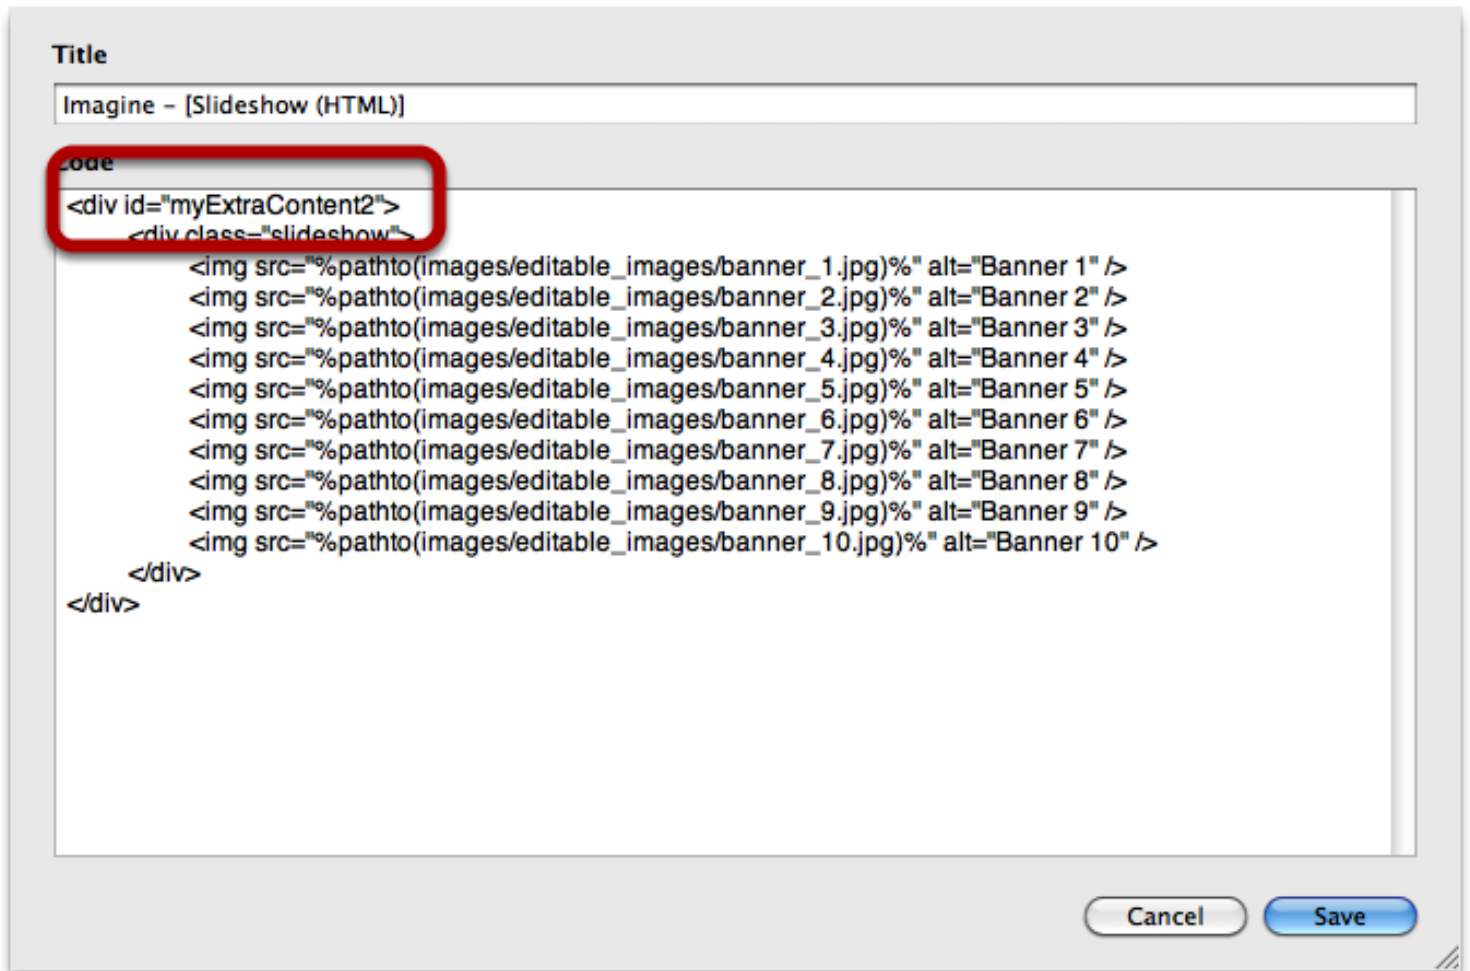 Title
Imagine – [Slideshow (HTML)]
Code
<div id="myExtraContent2">
<div class="slideshow">
<img src="%pathto(images/editable_images/banner_1.jpg)%" alt="Banner 1" />
<img src="%pathto(images/editable_images/banner_2.jpg)%" alt="Banner 2" />
<img src="%pathto(images/editable_images/banner_3.jpg)%" alt="Banner 3" />
<img src="%pathto(images/editable_images/banner_4.jpg)%" alt="Banner 4" />
<img src="%pathto(images/editable_images/banner_5.jpg)%" alt="Banner 5" />
<img src="%pathto(images/editable_images/banner_6.jpg)%" alt="Banner 6" />
<img src="%pathto(images/editable_images/banner_7.jpg)%" alt="Banner 7" />
<img src="%pathto(images/editable_images/banner_8.jpg)%" alt="Banner 8" />
<img src="%pathto(images/editable_images/banner_9.jpg)%" alt="Banner 9" />
<img src="%pathto(images/editable_images/banner_10.jpg)%" alt="Banner 10" />
</div>
</div>
Cancel Save